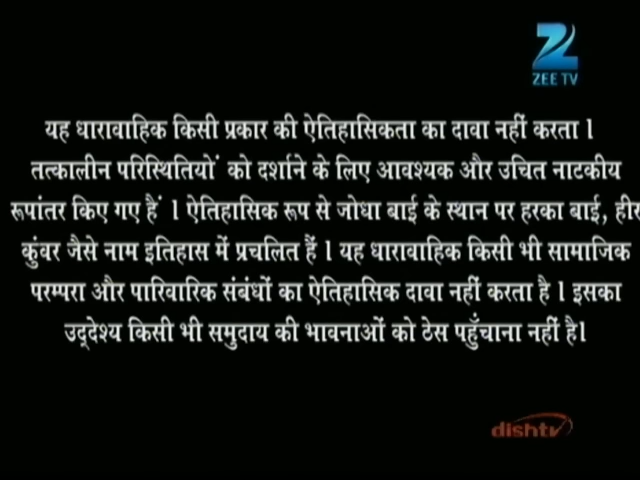 ZEE TV
यह धारावाहिक किसी प्रकार की ऐतिहासिकता का दावा नहीं करता l
तत्कालीन परिस्थितियों को दर्शाने के लिए आवश्यक और उचित नाटकीय
रूपांतर किए गए हैं l ऐतिहासिक रूप से जोधा बाई के स्थान पर हरका बाई, हीर
कुंवर जैसे नाम इतिहास में प्रचलित हैं l यह धारावाहिक किसी भी सामाजिक
परम्परा और पारिवारिक संबंधों का ऐतिहासिक दावा नहीं करता है l इसका
उद्देश्य किसी भी समुदाय की भावनाओं को ठेस पहुँचाना नहीं है।
dishtv